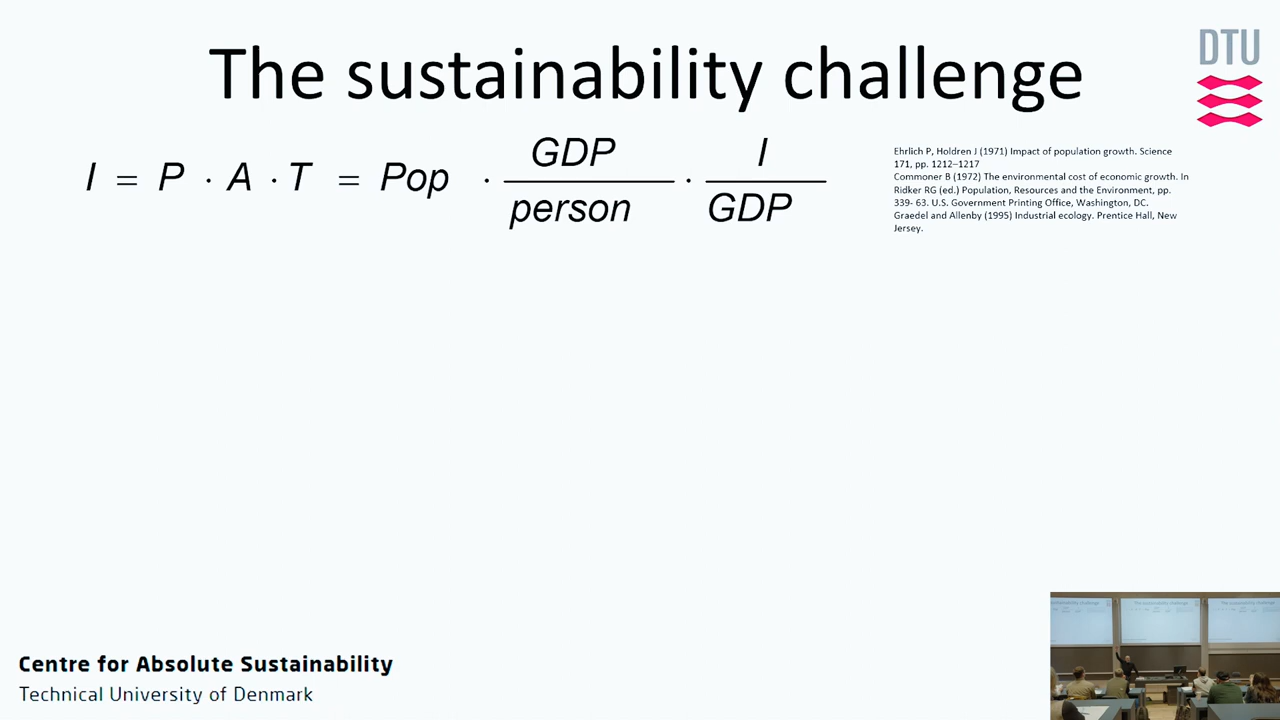 The sustainability challenge
DTU
I = P · A · T = Pop · GDP/person · I/GDP
Ehrlich P, Holdren J (1971) Impact of population growth. Science
171, pp. 1212–1217
Commoner B (1972) The environmental cost of economic growth. In
Ridker RG (ed.) Population, Resources and the Environment, pp.
339- 63. U.S. Government Printing Office, Washington, DC.
Graedel and Allenby (1995) Industrial ecology. Prentice Hall, New
Jersey.
Centre for Absolute Sustainability
Technical University of Denmark
The sustainability challenge